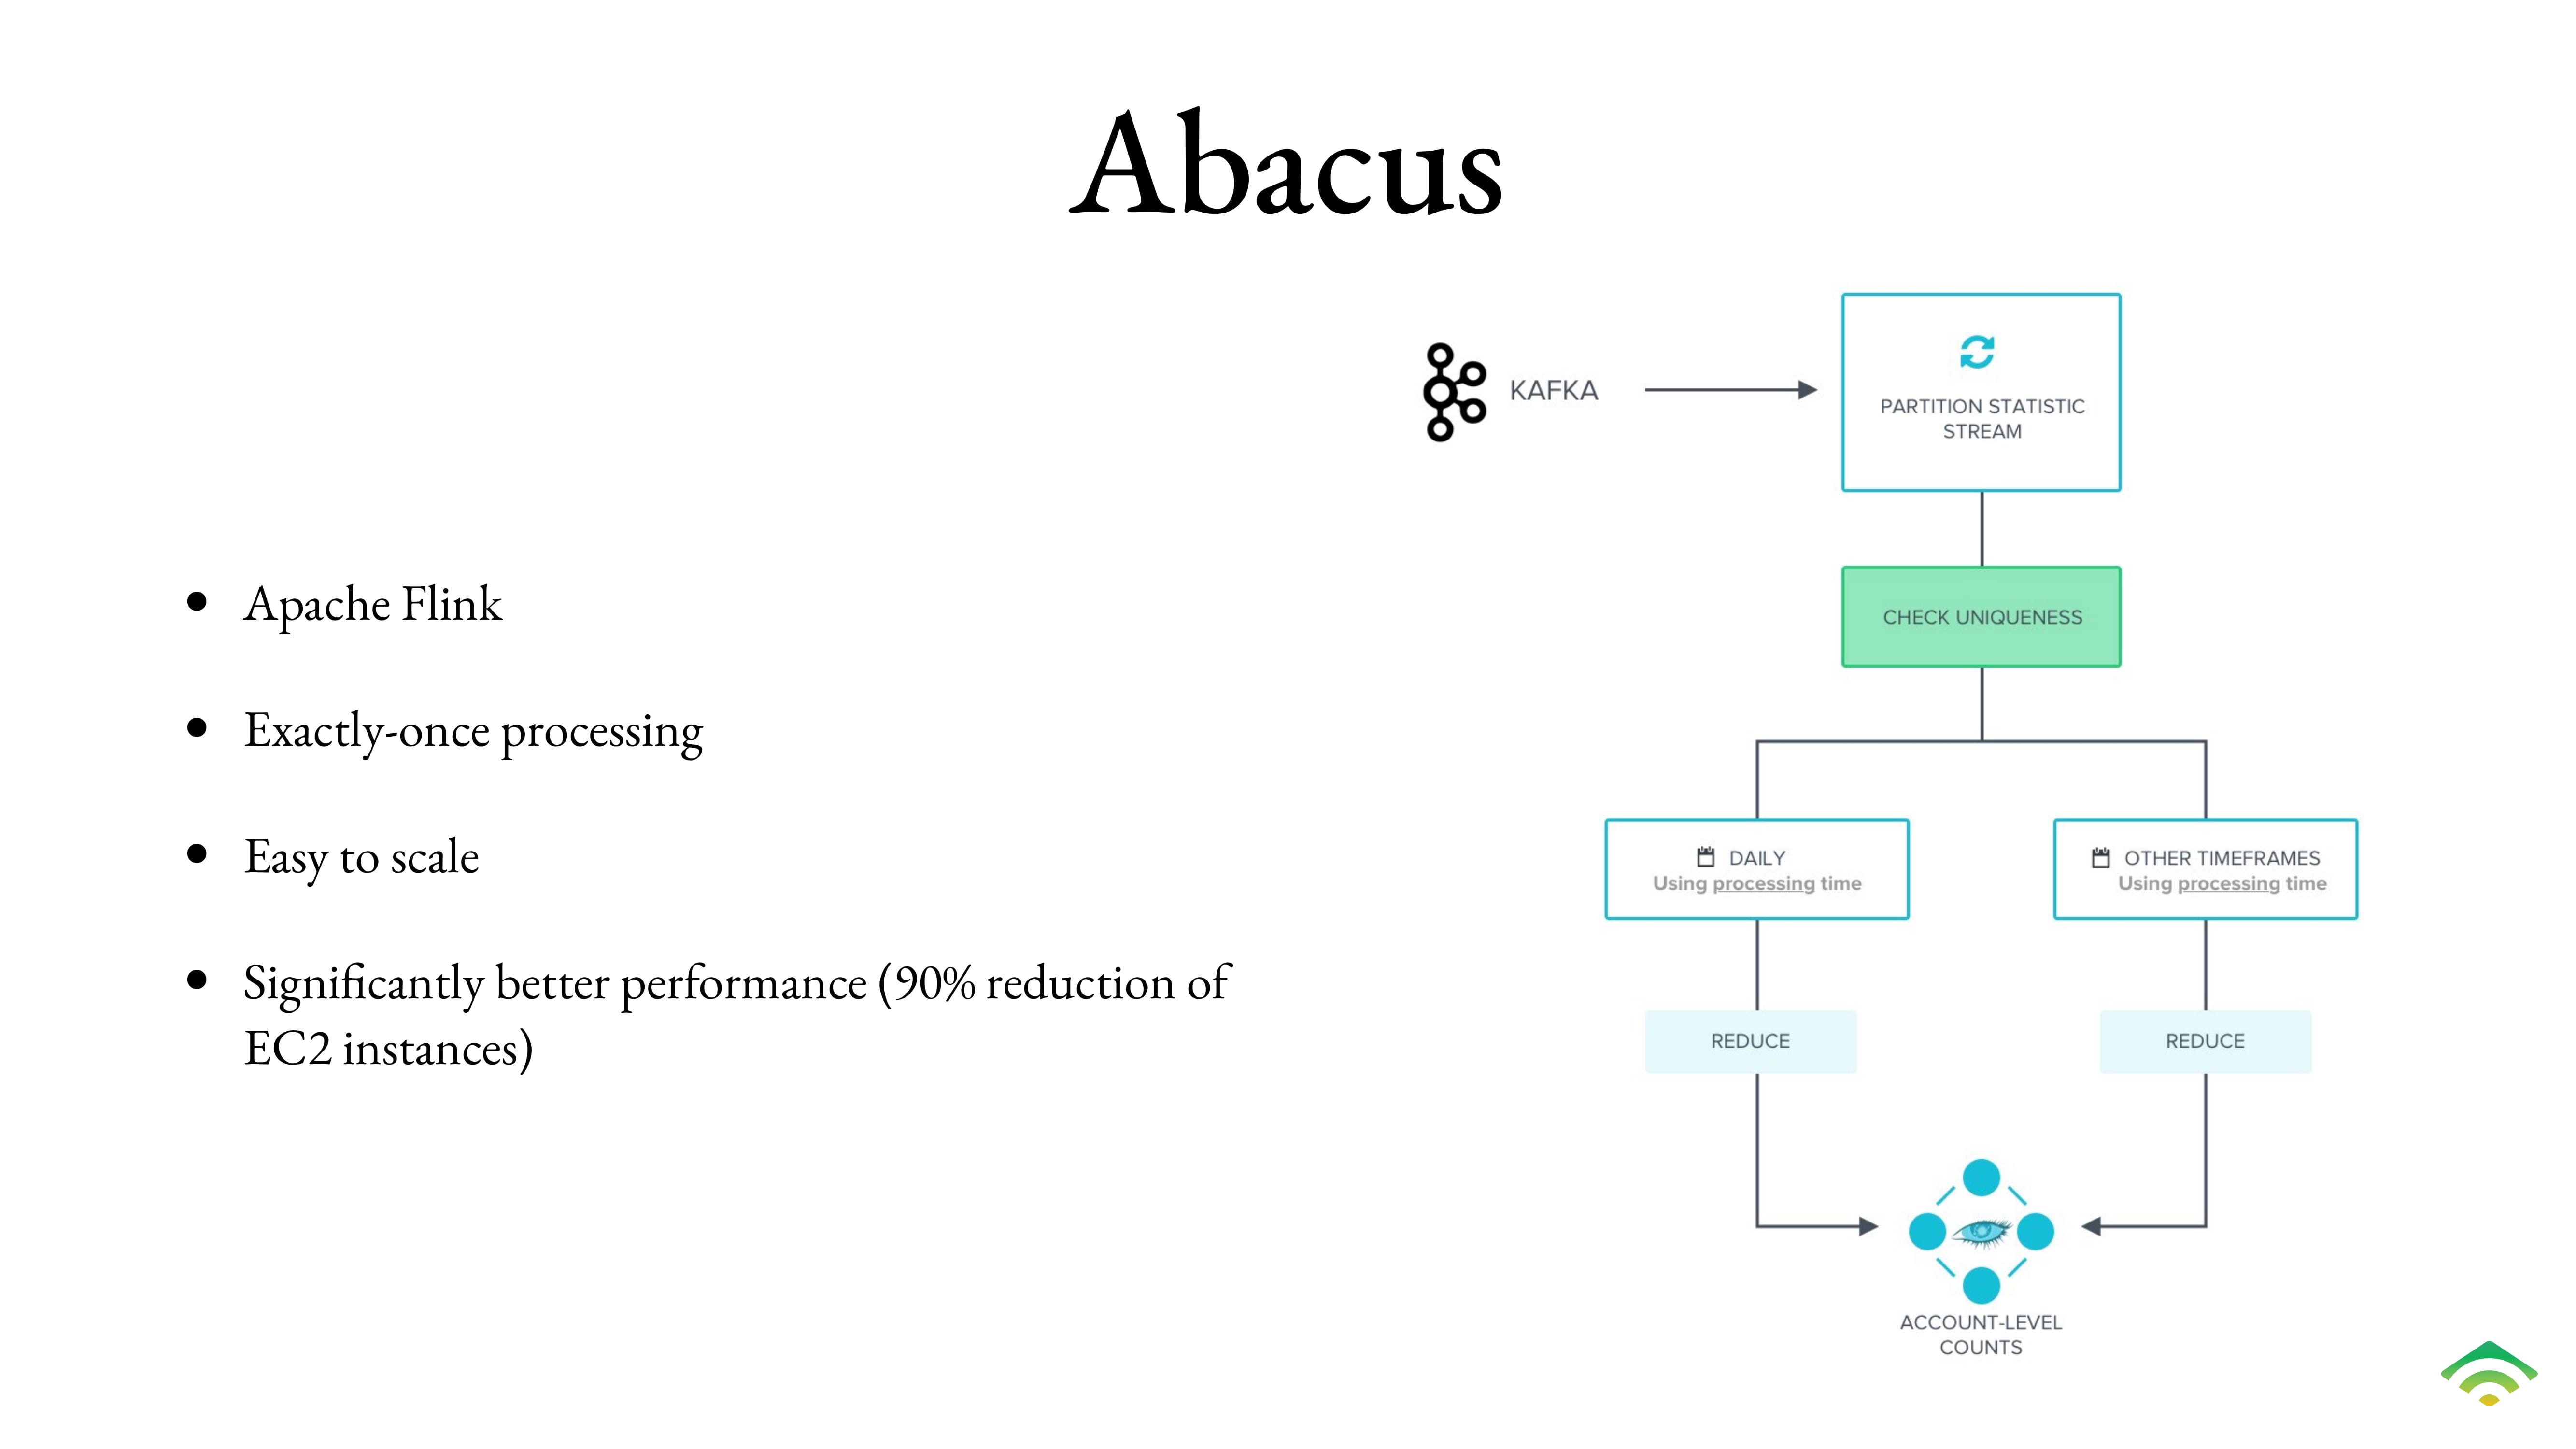 Abacus
• Apache Flink
• Exactly-once processing
• Easy to scale
• Significantly better performance (90% reduction of
EC2 instances)
KAFKA
PARTITION STATISTIC
STREAM
CHECK UNIQUENESS
DAILY
Using processing time
OTHER TIMEFRAMES
Using processing time
REDUCE
REDUCE
ACCOUNT-LEVEL
COUNTS